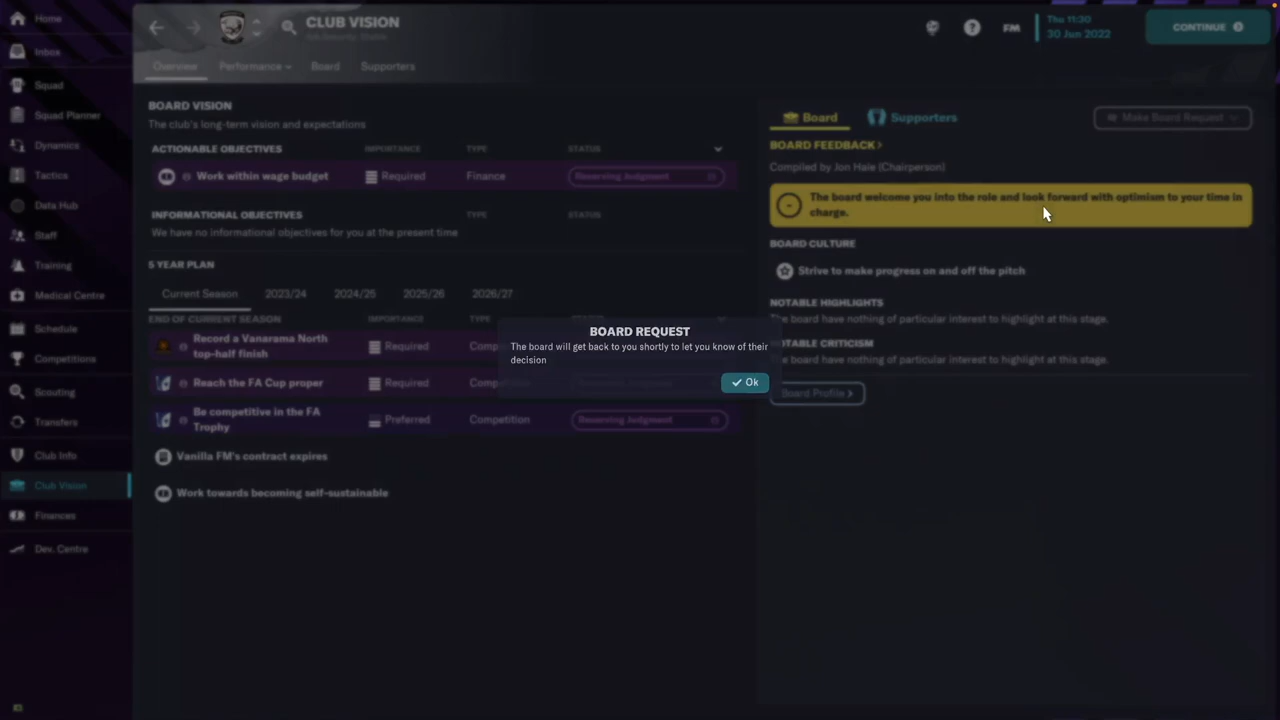 Home
Inbox
Squad
Squad Planner
Dynamics
Tactics
Data Hub
Staff
Training
Medical Centre
Schedule
Competitions
Scouting
Transfers
Club Info
Club Vision
Finances
Dev. Centre
CLUB VISION
Thu 11:30
30 Jun 2022
FM
CONTINUE
Overview
Performance
Board
Supporters
BOARD VISION
The club's long-term vision and expectations
ACTIONABLE OBJECTIVES IMPORTANCE TYPE STATUS
Work within wage budget Required Finance Reserving Judgment
INFORMATIONAL OBJECTIVES TYPE STATUS
We have no informational objectives for you at the present time
5 YEAR PLAN
Current Season 2023/24 2024/25 2025/26 2026/27
END OF CURRENT SEASON IMPORTANCE TYPE
Record a Vanarama North
top-half finish
Required
Reach the FA Cup proper Required
Be competitive in the FA
Trophy
Preferred Competition Reserving Judgment
Vanilla FM's contract expires
Work towards becoming self-sustainable
Board Supporters Make Board Request
BOARD FEEDBACK >
Compiled by Jon Hale (Chairperson)
The board welcome you into the role and look forward with optimism to your time in
charge.
BOARD CULTURE
Strive to make progress on and off the pitch
NOTABLE HIGHLIGHTS
The board have nothing of particular interest to highlight at this stage.
NOTABLE CRITICISM
The board have nothing of particular interest to highlight at this stage.
Board Profile >
BOARD REQUEST
The board will get back to you shortly to let you know of their
decision
Ok